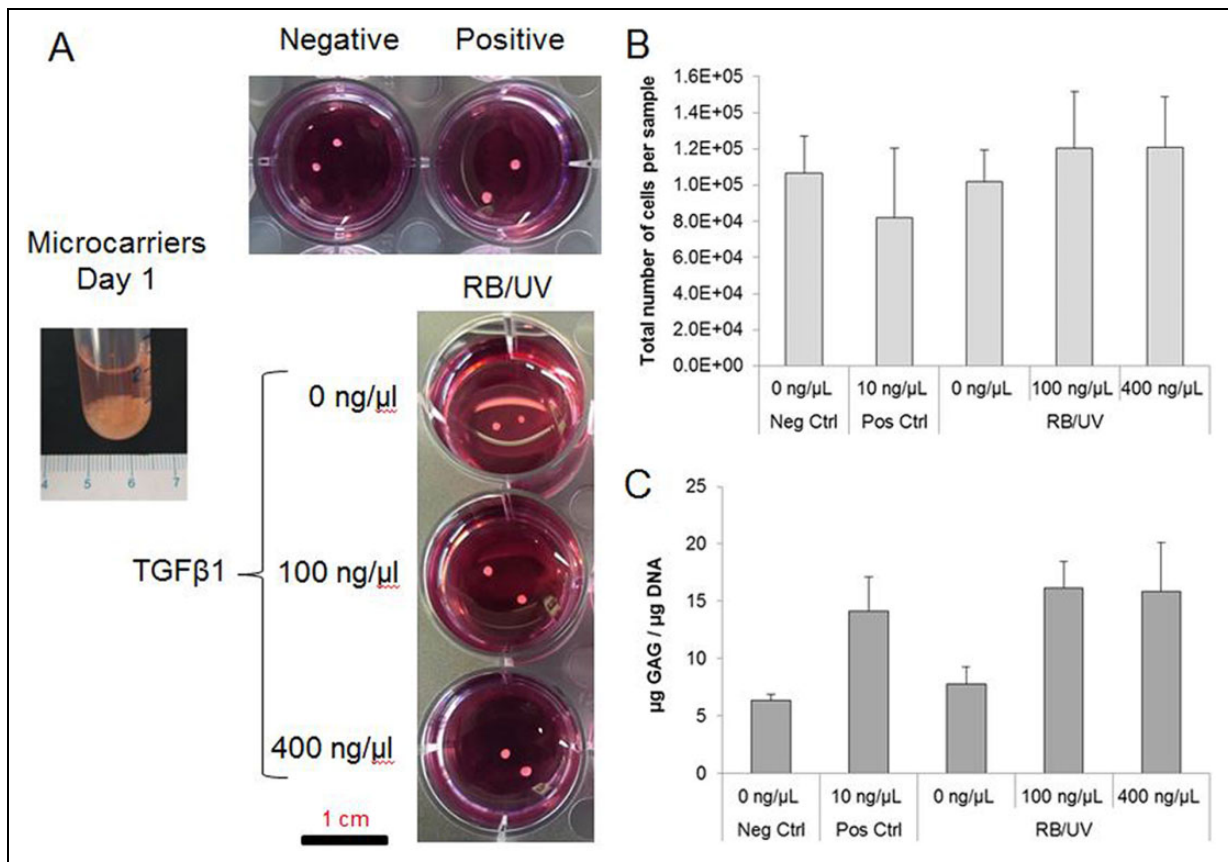 A
Negative Positive
Microcarriers
Day 1
4 5 6 7
RB/UV
TGFβ1
0 ng/µl
100 ng/µl
400 ng/µl
1 cm
B
Total number of cells per sample
1.6E+05
1.4E+05
1.2E+05
1.0E+05
8.0E+04
6.0E+04
4.0E+04
2.0E+04
0.0E+00
0 ng/µL 10 ng/µL 0 ng/µL 100 ng/µL 400 ng/µL
Neg Ctrl Pos Ctrl RB/UV
C
µg GAG / µg DNA
25
20
15
10
5
0
0 ng/µL 10 ng/µL 0 ng/µL 100 ng/µL 400 ng/µL
Neg Ctrl Pos Ctrl RB/UV